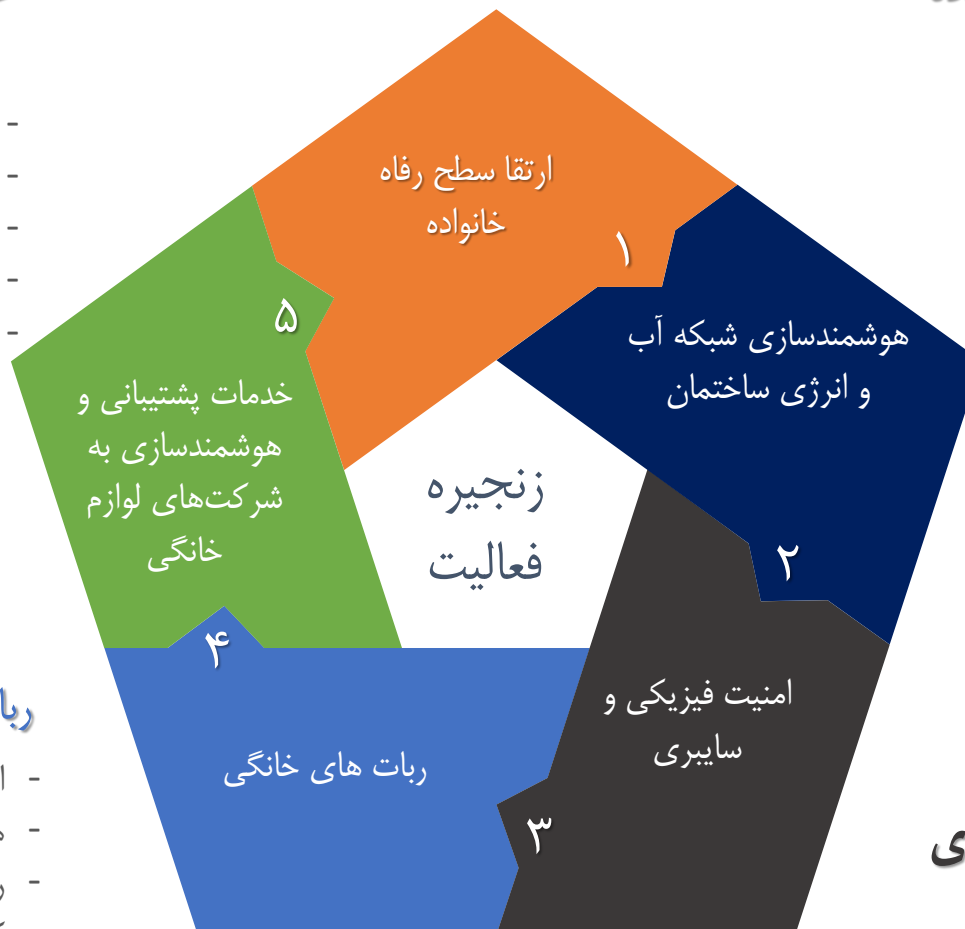 ارتقا سطح رفاه
خانواده
۱
هوشمندسازی شبکه آب
و انرژی ساختمان
۲
امنیت فیزیکی و
سایبری
۳
ربات های خانگی
۴
خدمات پشتیبانی و
هوشمندسازی به
شرکت‌های لوازم
خانگی
۵
زنجیره
فعالیت